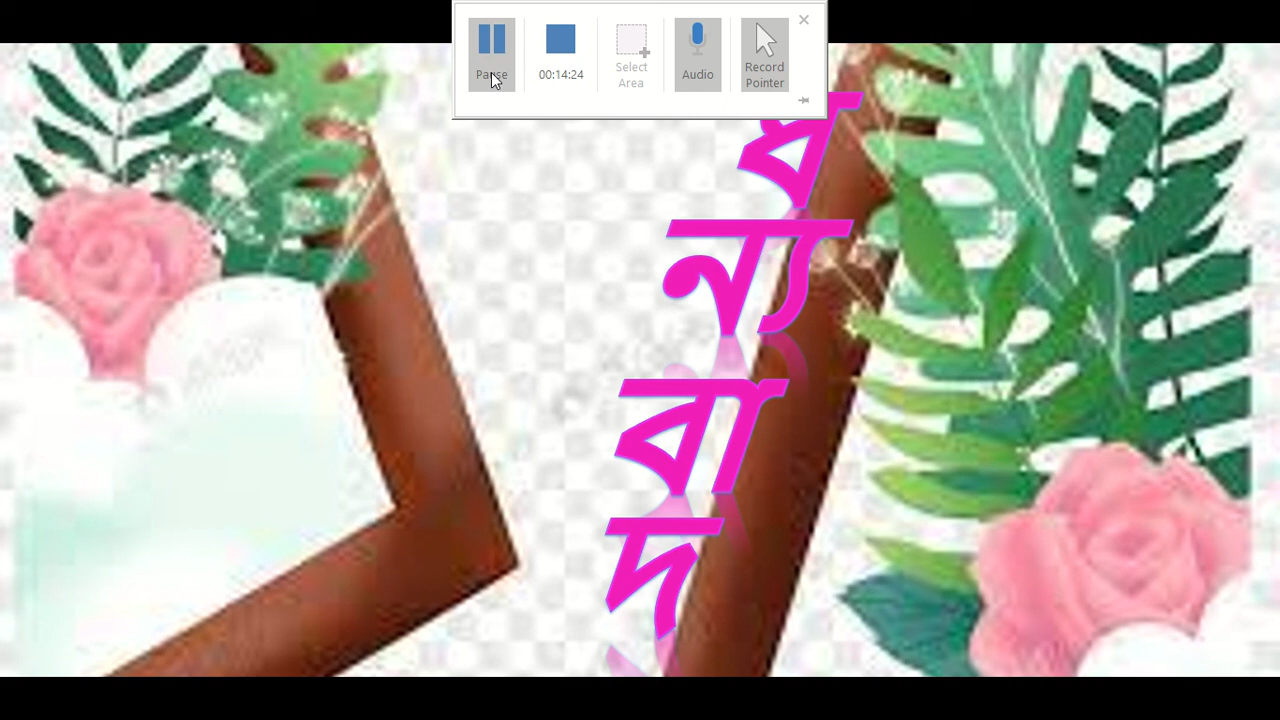 Pause
00:14:24
Select
Area
Audio
Record
Pointer
ধ
ন্য
বা
দ